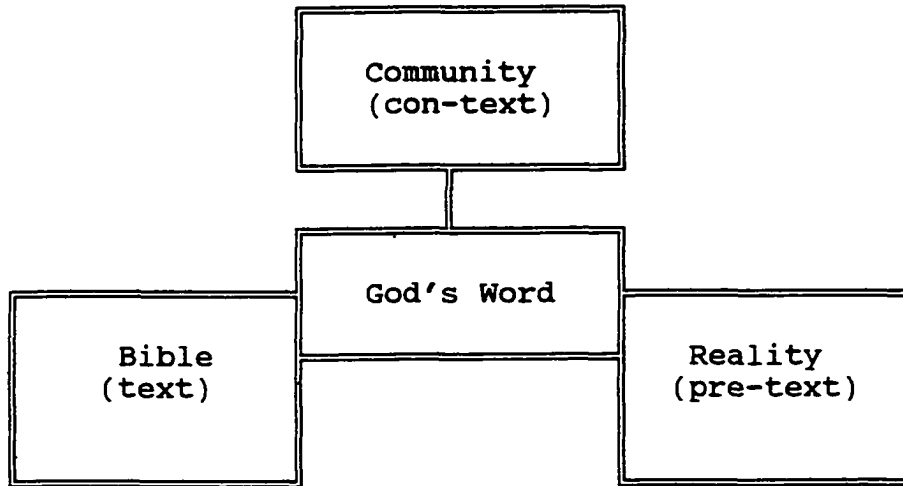 Community
(con-text)
God's Word
Bible
(text)
Reality
(pre-text)